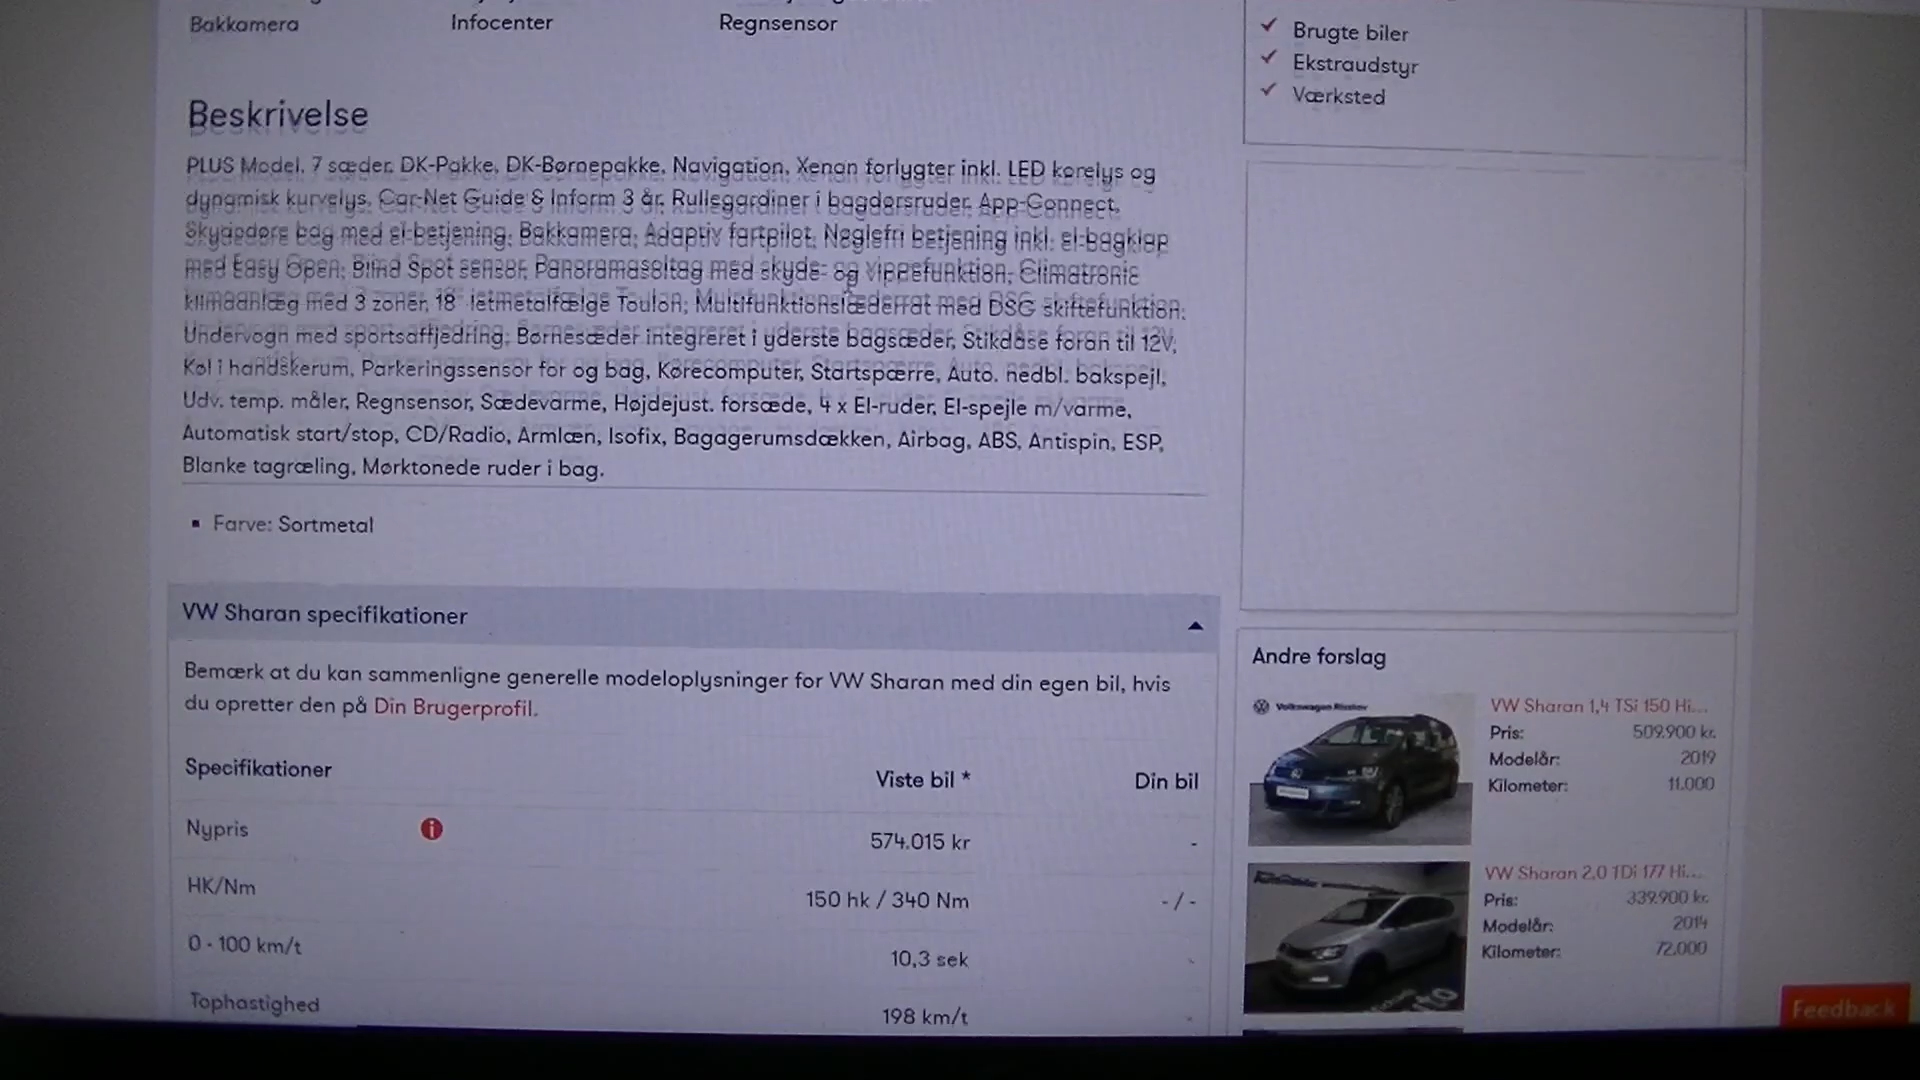 Bakkamera
Infocenter
Regnsensor
Brugte biler
Ekstraudstyr
Værksted
Beskrivelse
PLUS Model, 7 sæder, DK-Pakke, DK-Børnepakke, Navigation, Xenon forlygter inkl. LED kørelys og
dynamisk kurvelys, Car-Net Guide & Inform 3 år, Rullegardiner i bagdørsruder, App-Connect,
Skydedøre bag med el-betjening, Bakkamera, Adaptiv fartpilot, Nøglefri betjening inkl. el-bagklap
med Easy Open, Blind Spot sensor, Panoramasoltag med skyde- og vippefunktion, Climatronic
klimaanlæg med 3 zoner, 18" letmetalfælge Toulon, Multifunktionslæderrat med DSG skiftefunktion,
Undervogn med sportsaffjedring, Børnesæder integreret i yderste bagsæder, Stikdåse foran til 12V,
Køl i handskerum, Parkeringssensor for og bag, Kørecomputer, Startspærre, Auto. nedbl. bakspejl,
Udv. temp. måler, Regnsensor, Sædevarme, Højdejust. forsæde, 4 x El-ruder, El-spejle m/varme,
Automatisk start/stop, CD/Radio, Armlæn, Isofix, Bagagerumsdækken, Airbag, ABS, Antispin, ESP,
Blanke tagræling, Mørktonede ruder i bag.
Farve: Sortmetal
VW Sharan specifikationer
Bemærk at du kan sammenligne generelle modeloplysninger for VW Sharan med din egen bil, hvis
du opretter den på Din Brugerprofil.
Specifikationer Viste bil * Din bil
Nypris 574.015 kr -
HK/Nm 150 hk / 340 Nm - / -
0 - 100 km/t 10,3 sek -
Tophastighed 198 km/t -
Andre forslag
VW Sharan 1,4 TSi 150 Hi...
Pris: 509.900 kr.
Modelår: 2019
Kilometer: 11.000
VW Sharan 2,0 TDi 177 Hi...
Pris: 339.900 kr.
Modelår: 2014
Kilometer: 72.000
Feedback